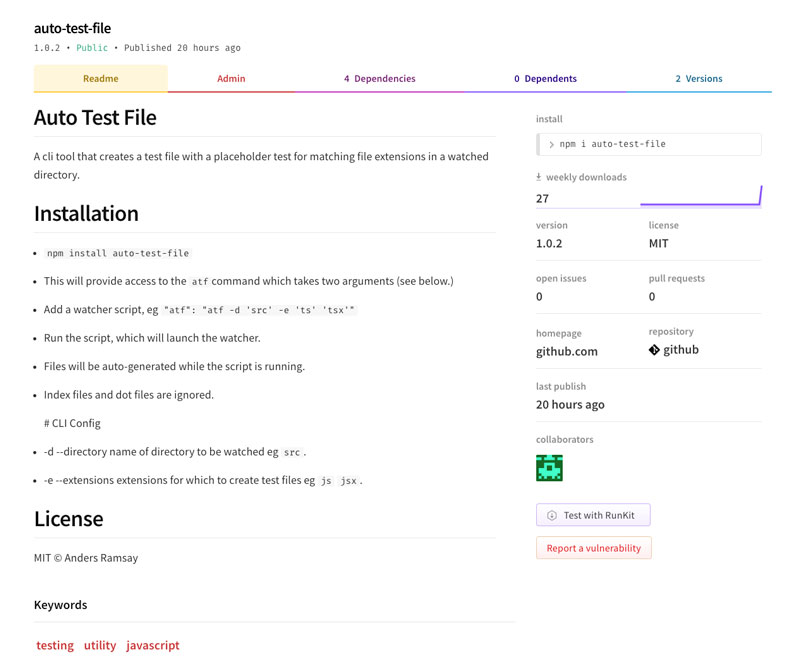 auto-test-file
1.0.2 • Public • Published 20 hours ago
Readme
Admin
4 Dependencies
0 Dependents
2 Versions
Auto Test File
A cli tool that creates a test file with a placeholder test for matching file extensions in a watched
directory.
Installation
• npm install auto-test-file
• This will provide access to the atf command which takes two arguments (see below.)
• Add a watcher script, eg "atf": "atf -d 'src' -e 'ts' 'tsx'"
• Run the script, which will launch the watcher.
• Files will be auto-generated while the script is running.
• Index files and dot files are ignored.
# CLI Config
• -d --directory name of directory to be watched eg src.
• -e --extensions extensions for which to create test files eg js jsx.
License
MIT © Anders Ramsay
Keywords
testing utility javascript
install
> npm i auto-test-file
weekly downloads
27
version
1.0.2
license
MIT
open issues
0
pull requests
0
homepage
github.com
repository
github
last publish
20 hours ago
collaborators
Test with RunKit
Report a vulnerability